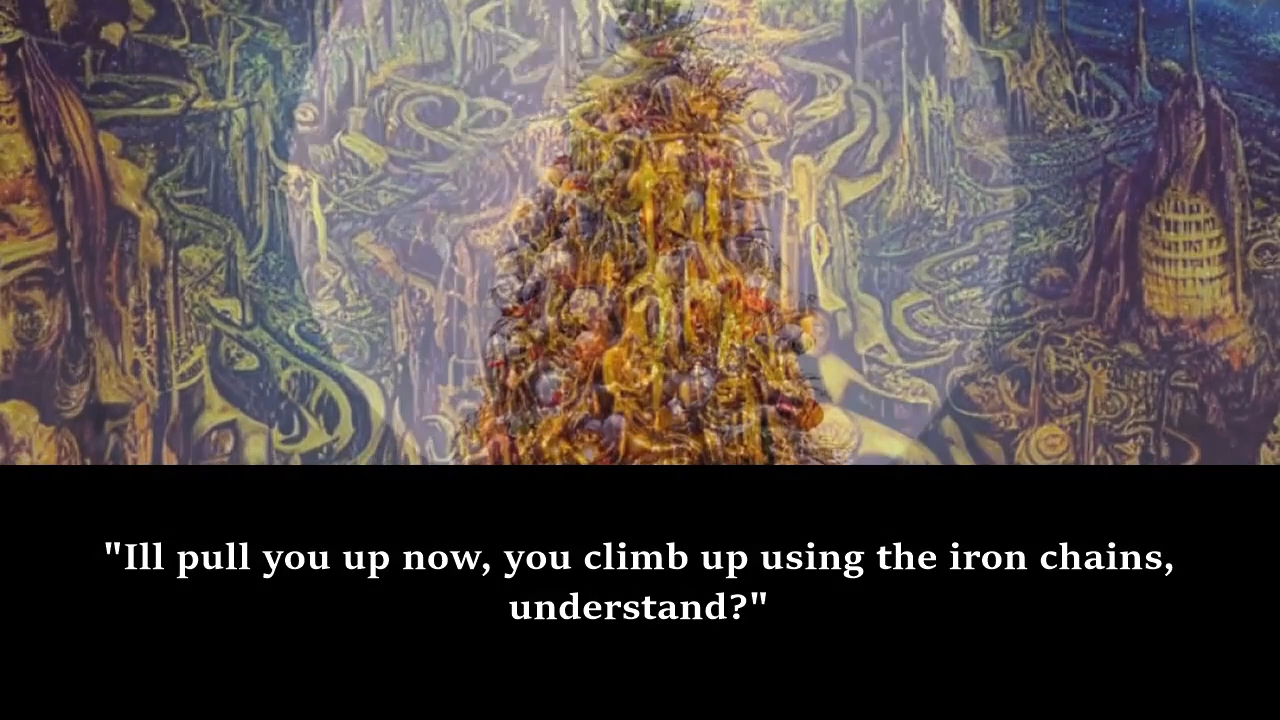 "Ill pull you up now, you climb up using the iron chains,
understand?"